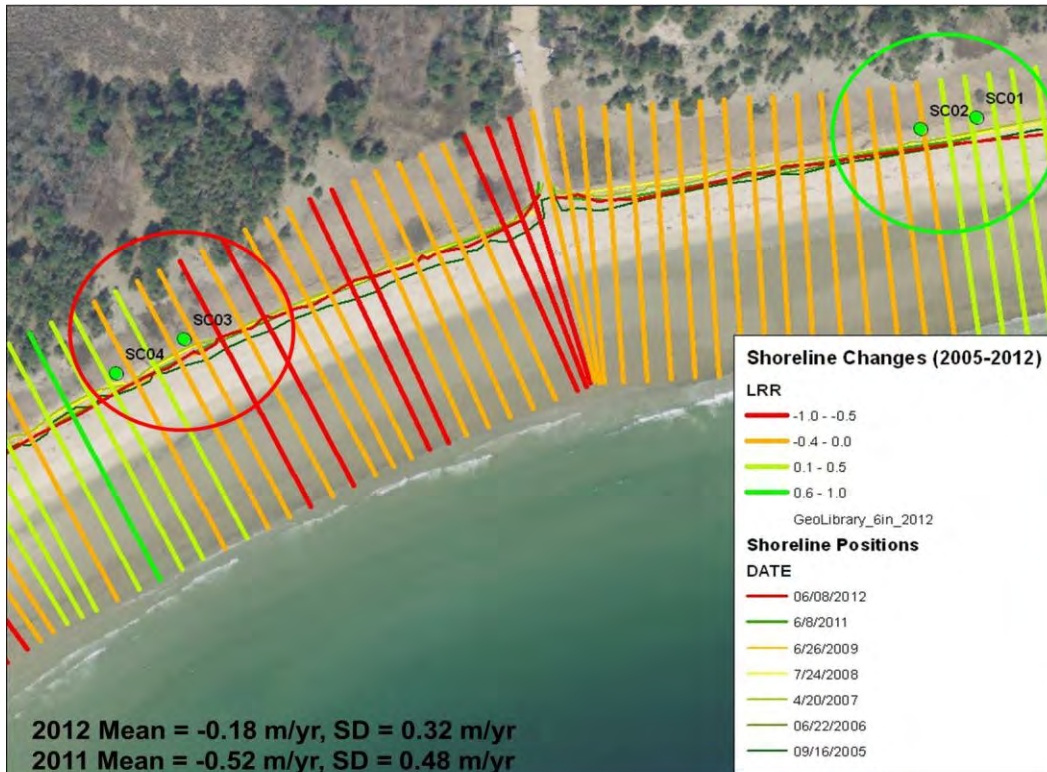 SC01
SC02
SC03
SC04
Shoreline Changes (2005-2012)
LRR
-1.0 - -0.5
-0.4 - 0.0
0.1 - 0.5
0.6 - 1.0
GeoLibrary_6in_2012
Shoreline Positions
DATE
06/08/2012
6/8/2011
6/26/2009
7/24/2008
4/20/2007
06/22/2006
09/16/2005
2012 Mean = -0.18 m/yr, SD = 0.32 m/yr
2011 Mean = -0.52 m/yr, SD = 0.48 m/yr